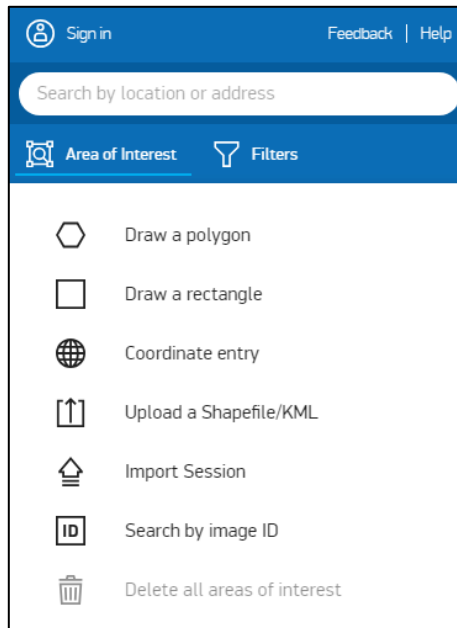 Sign in
Feedback | Help
Search by location or address
Area of Interest
Filters
Draw a polygon
Draw a rectangle
Coordinate entry
Upload a Shapefile/KML
Import Session
ID
Search by image ID
Delete all areas of interest